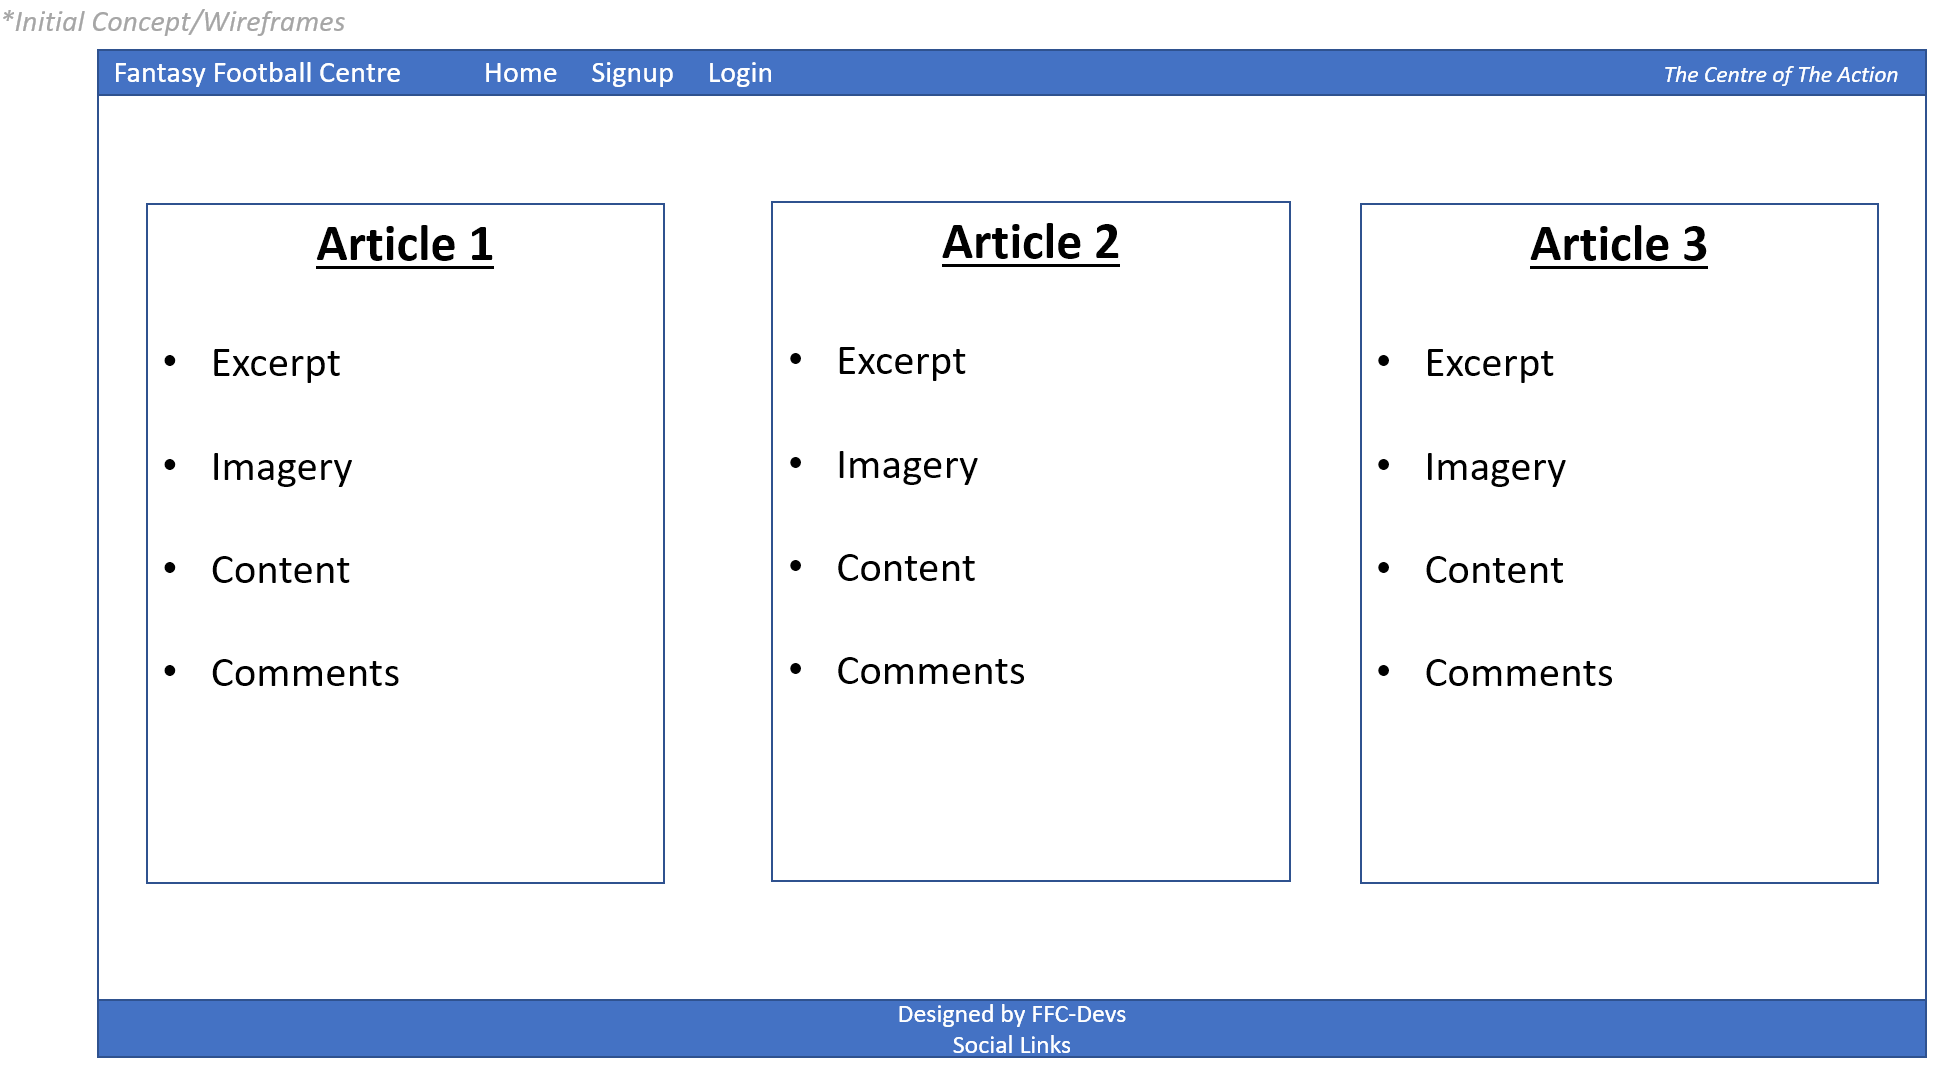 *Initial Concept/Wireframes
Fantasy Football Centre Home Signup Login The Centre of The Action
Article 1
• Excerpt
• Imagery
• Content
• Comments
Article 2
• Excerpt
• Imagery
• Content
• Comments
Article 3
• Excerpt
• Imagery
• Content
• Comments
Designed by FFC-Devs
Social Links